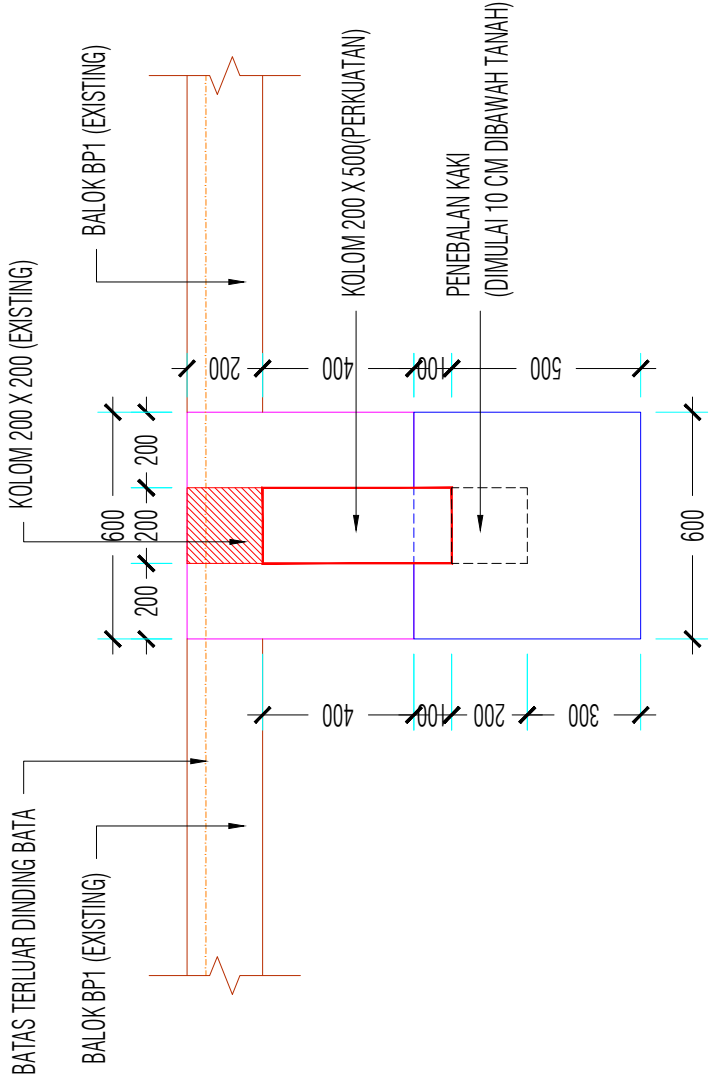 BATAS TERLUAR DINDING BATA
BALOK BP1 (EXISTING)
KOLOM 200 X 200 (EXISTING)
BALOK BP1 (EXISTING)
KOLOM 200 X 500(PERKUATAN)
PENEBALAN KAKI
(DIMULAI 10 CM DIBAWAH TANAH)
600
200
200
200
200
400
100
500
400
100
200
300
600